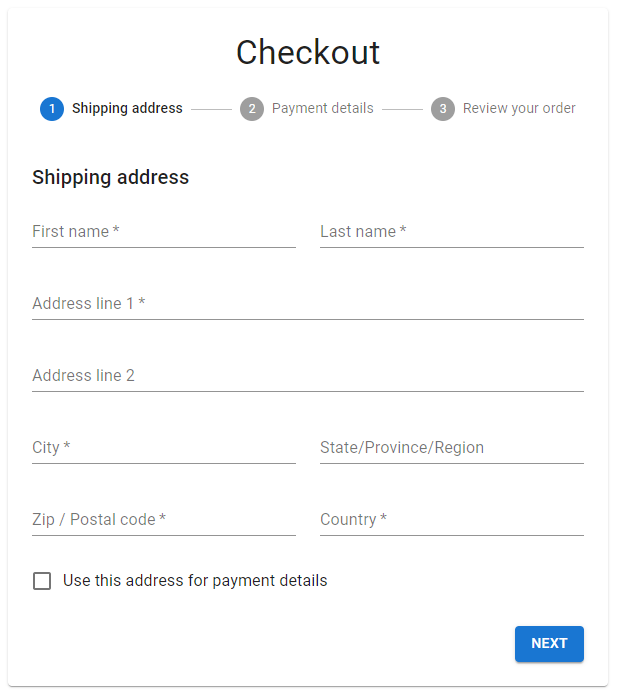 Checkout
1 Shipping address 2 Payment details 3 Review your order
Shipping address
First name * Last name *
Address line 1 *
Address line 2
City * State/Province/Region
Zip / Postal code * Country *
Use this address for payment details
NEXT